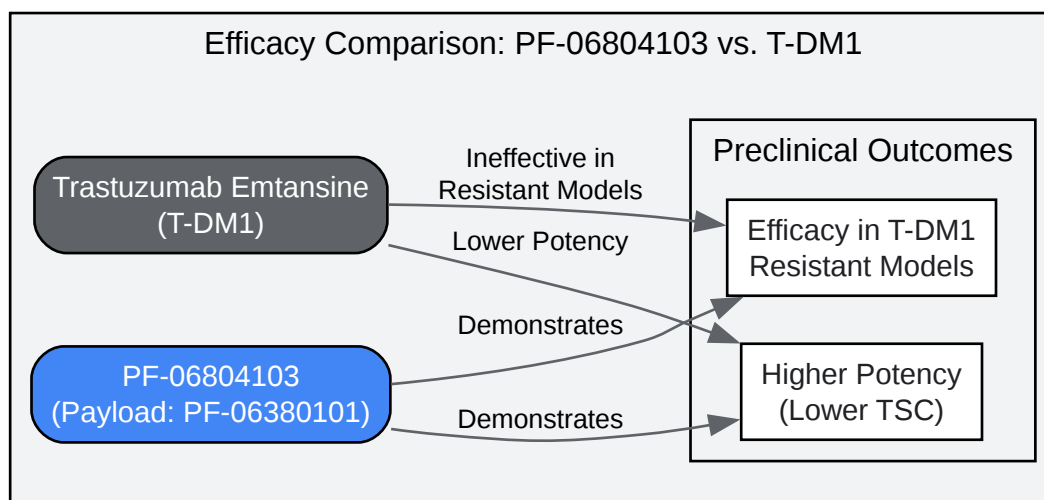 Efficacy Comparison: PF-06804103 vs. T-DM1
Trastuzumab Emtansine
(T-DM1)
PF-06804103
(Payload: PF-06380101)
Ineffective in
Resistant Models
Lower Potency
Demonstrates
Demonstrates
Preclinical Outcomes
Efficacy in T-DM1
Resistant Models
Higher Potency
(Lower TSC)